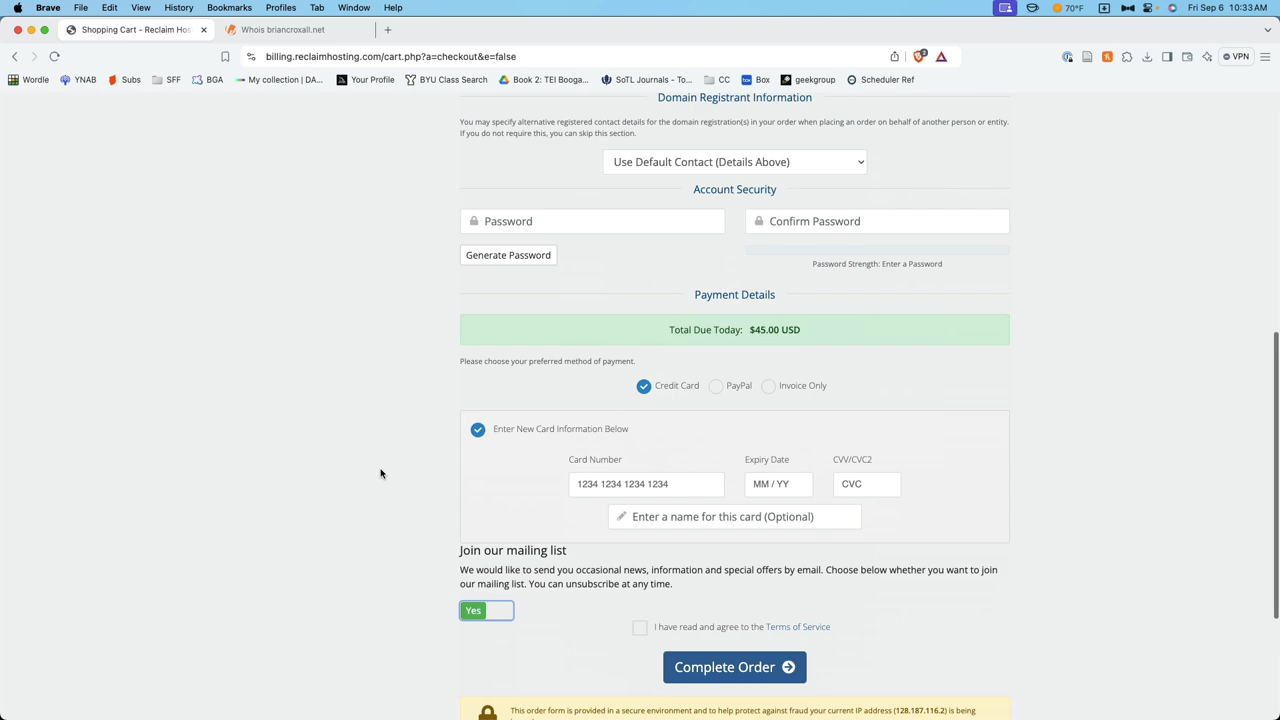 Brave File Edit View History Bookmarks Profiles Tab Window Help 70°F Fri Sep 6 10:33 AM
Shopping Cart - Reclaim Hos Whois briancroxall.net
billing.reclaimhosting.com/cart.php?a=checkout&e=false VPN
Wordle YNAB Subs SFF BGA My collection | DA... Your Profile BYU Class Search Book 2: TEI Booga... SoTL Journals - To... CC Box geekgroup Scheduler Ref
Domain Registrant Information
You may specify alternative registered contact details for the domain registration(s) in your order when placing an order on behalf of another person or entity.
If you do not require this, you can skip this section.
Use Default Contact (Details Above)
Account Security
Password Confirm Password
Generate Password
Password Strength: Enter a Password
Payment Details
Total Due Today: $45.00 USD
Please choose your preferred method of payment.
Credit Card PayPal Invoice Only
Enter New Card Information Below
Card Number Expiry Date CVV/CVC2
1234 1234 1234 1234 MM / YY CVC
Enter a name for this card (Optional)
Join our mailing list
We would like to send you occasional news, information and special offers by email. Choose below whether you want to join
our mailing list. You can unsubscribe at any time.
Yes
I have read and agree to the Terms of Service
Complete Order
This order form is provided in a secure environment and to help protect against fraud your current IP address (128.187.116.2) is being